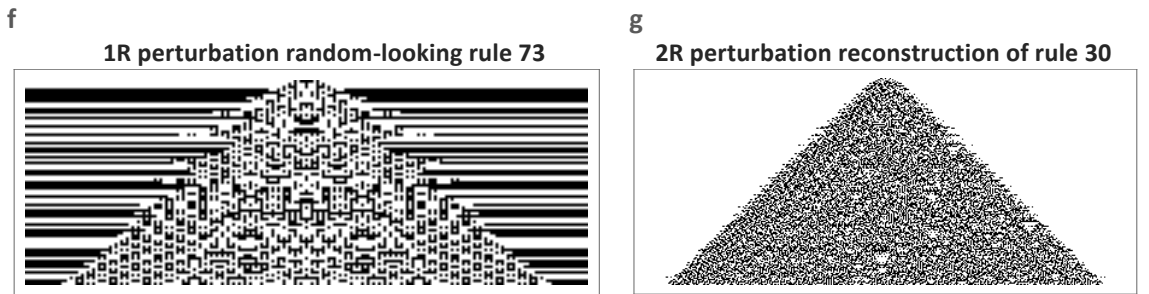 f
1R perturbation random-looking rule 73
g
2R perturbation reconstruction of rule 30